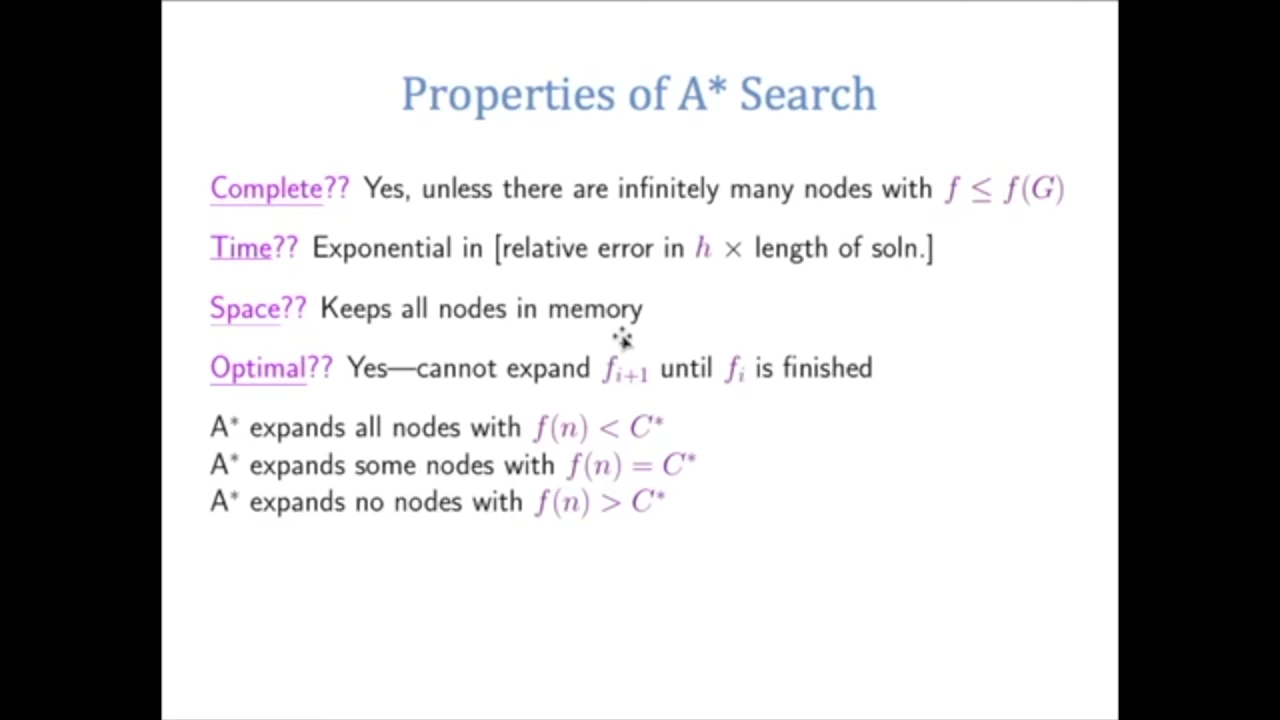 Properties of A* Search
Complete?? Yes, unless there are infinitely many nodes with f ≤ f(G)
Time?? Exponential in [relative error in h × length of soln.]
Space?? Keeps all nodes in memory
Optimal?? Yes—cannot expand fᵢ₊₁ until fᵢ is finished
A* expands all nodes with f(n) < C*
A* expands some nodes with f(n) = C*
A* expands no nodes with f(n) > C*